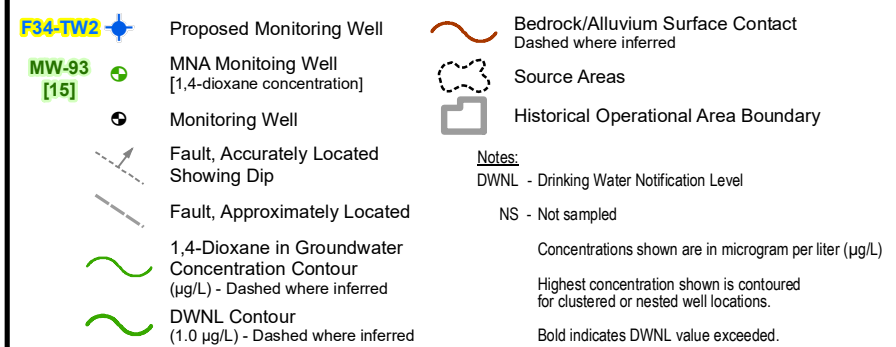 F34-TW2
Proposed Monitoring Well
MW-93
[15]
MNA Monitoing Well
[1,4-dioxane concentration]
Monitoring Well
Fault, Accurately Located
Showing Dip
Fault, Approximately Located
1,4-Dioxane in Groundwater
Concentration Contour
(µg/L) - Dashed where inferred
DWNL Contour
(1.0 µg/L) - Dashed where inferred
Bedrock/Alluvium Surface Contact
Dashed where inferred
Source Areas
Historical Operational Area Boundary
Notes:
DWNL - Drinking Water Notification Level
NS - Not sampled
Concentrations shown are in microgram per liter (µg/L)
Highest concentration shown is contoured
for clustered or nested well locations.
Bold indicates DWNL value exceeded.